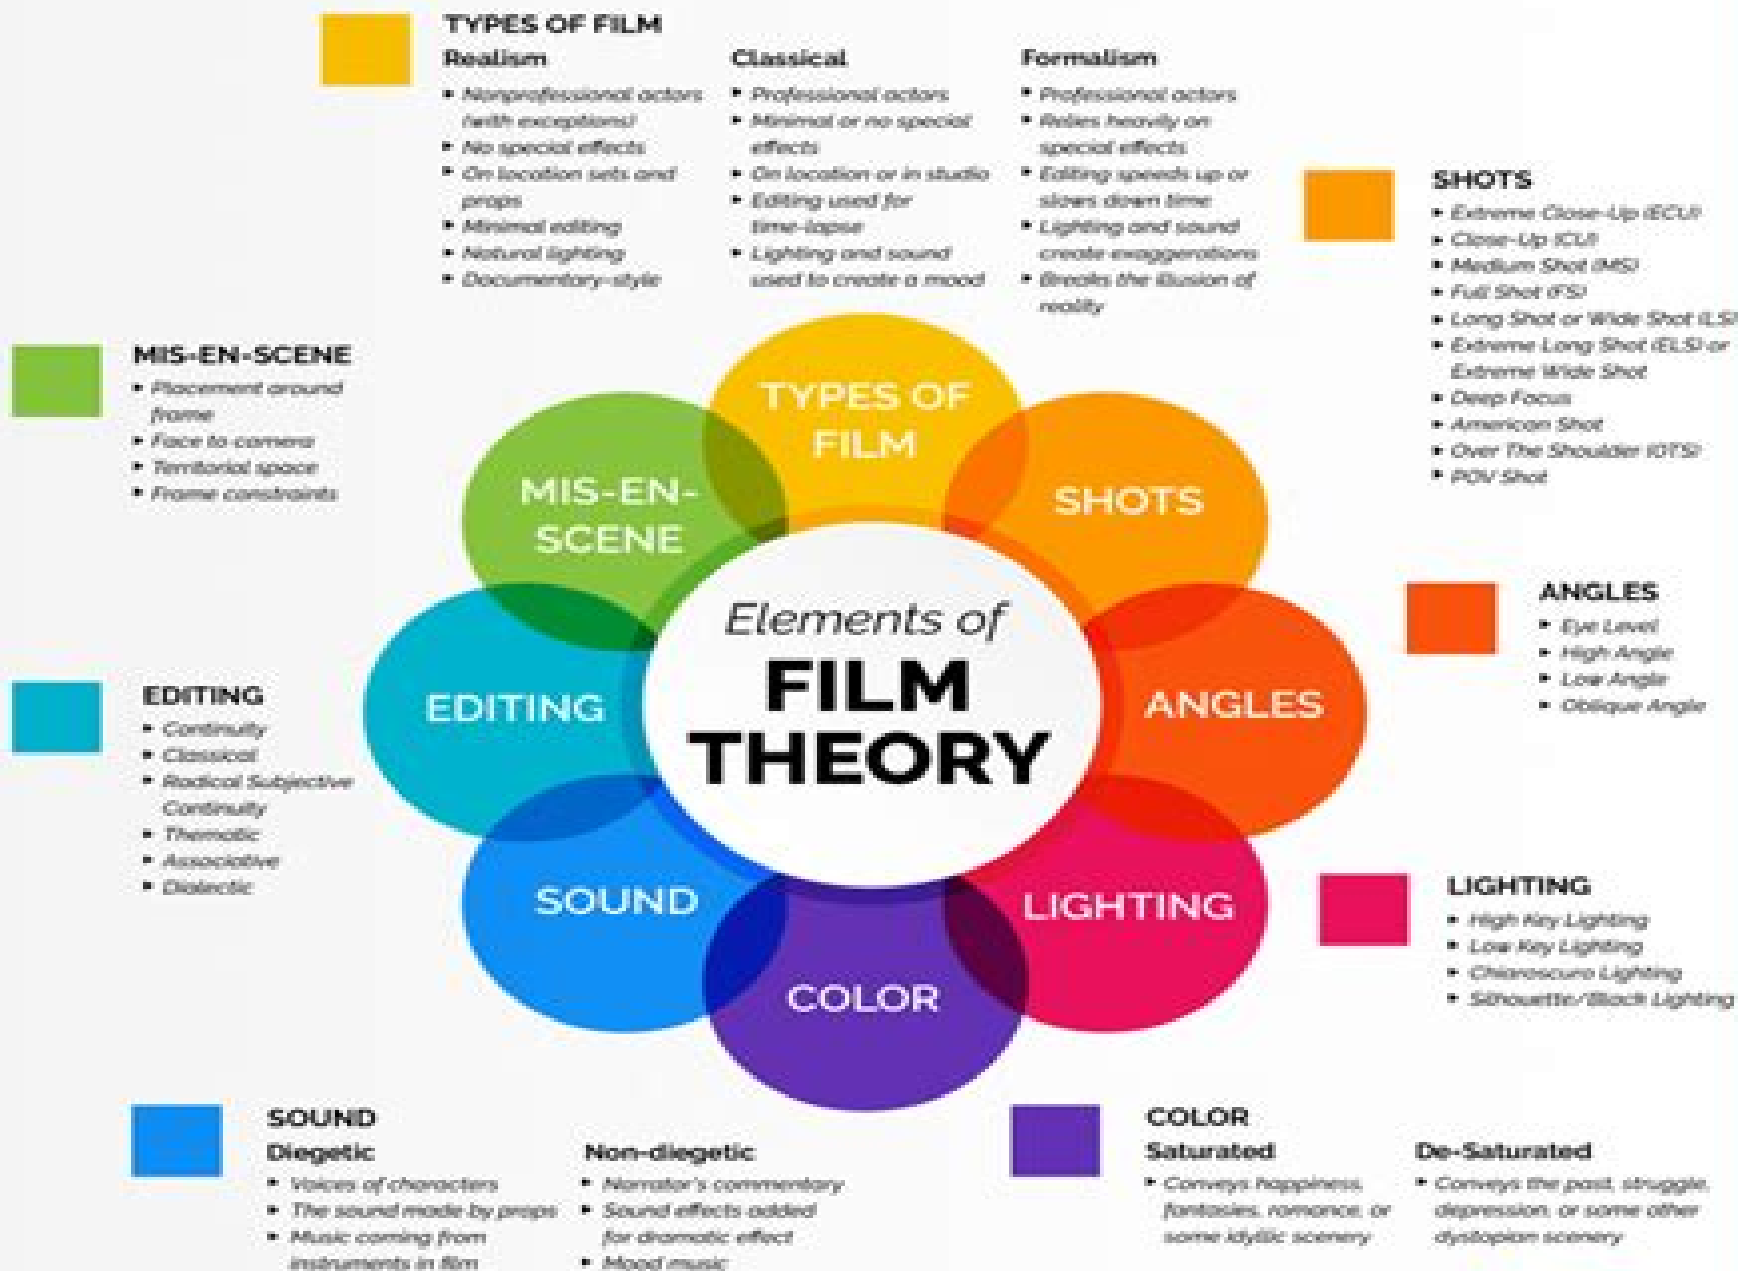 TYPES OF FILM
Realism
• Nonprofessional actors
(with exceptions)
• No special effects
• On location sets and
props
• Minimal editing
• Natural lighting
• Documentary-style
Classical
• Professional actors
• Minimal or no special
effects
• On location or in studio
• Editing used for
time-lapse
• Lighting and sound
used to create a mood
Formalism
• Professional actors
• Relies heavily on
special effects
• Editing speeds up or
slows down time
• Lighting and sound
create exaggerations
• Breaks the illusion of
reality
SHOTS
• Extreme Close-Up (ECU)
• Close-Up (CU)
• Medium Shot (MS)
• Full Shot (FS)
• Long Shot or Wide Shot (LS)
• Extreme Long Shot (ELS) or
Extreme Wide Shot
• Deep Focus
• American Shot
• Over The Shoulder (OTS)
• POV Shot
MIS-EN-SCENE
• Placement around
frame
• Face to camera
• Territorial space
• Frame constraints
TYPES OF
FILM
MIS-EN-
SCENE
SHOTS
Elements of
FILM
THEORY
EDITING
ANGLES
SOUND
LIGHTING
COLOR
ANGLES
• Eye Level
• High Angle
• Low Angle
• Oblique Angle
EDITING
• Continuity
• Classical
• Radical Subjective
Continuity
• Thematic
• Associative
• Dialectic
LIGHTING
• High Key Lighting
• Low Key Lighting
• Chiaroscuro Lighting
• Silhouette/Black Lighting
SOUND
Diegetic
• Voices of characters
• The sound made by props
• Music coming from
instruments in film
Non-diegetic
• Narrator's commentary
• Sound effects added
for dramatic effect
• Mood music
COLOR
Saturated
• Conveys happiness,
fantasies, romance, or
some idyllic scenery
De-Saturated
• Conveys the past, struggle,
depression, or some other
dystopian scenery